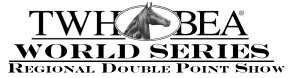 TWHBEA®
WORLD SERIES
REGIONAL DOUBLE POINT SHOW